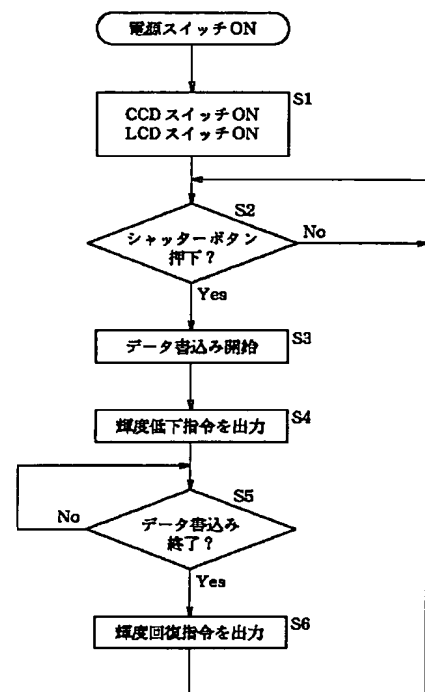 電源スイッチON
S1
CCDスイッチON
LCDスイッチON
S2
シャッターボタン
押下?
No
Yes
S3
データ書込み開始
S4
輝度低下指令を出力
S5
No
データ書込み
終了?
Yes
S6
輝度回復指令を出力